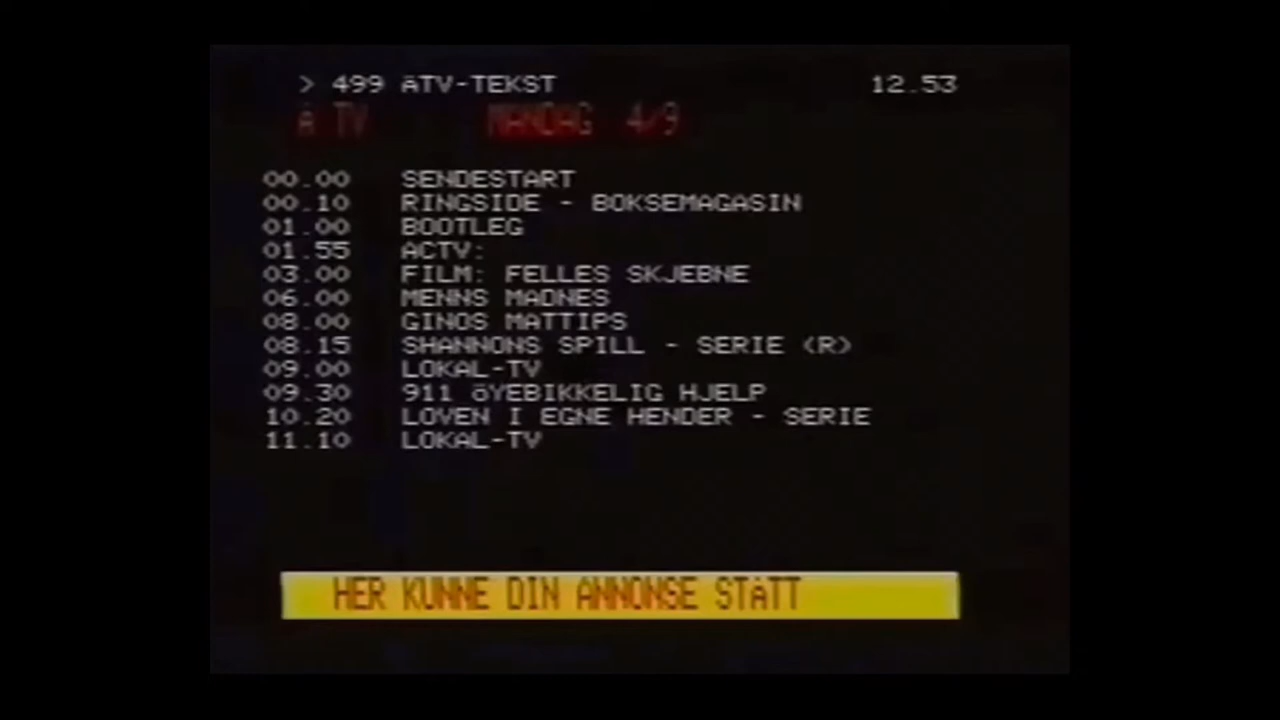 > 499 äTV-TEKST 12.53
ä TV MANDAG 4/9
00.00 SENDESTART
00.10 RINGSIDE - BOKSEMAGASIN
01.00 BOOTLEG
01.55 ACTV:
03.00 FILM: FELLES SKJEBNE
06.00 MENNS MADNES
08.00 GINOS MATTIPS
08.15 SHANNONS SPILL - SERIE (R)
09.00 LOKAL-TV
09.30 911 öYEBIKKELIG HJELP
10.20 LOVEN I EGNE HENDER - SERIE
11.10 LOKAL-TV
HER KUNNE DIN ANNONSE STåTT